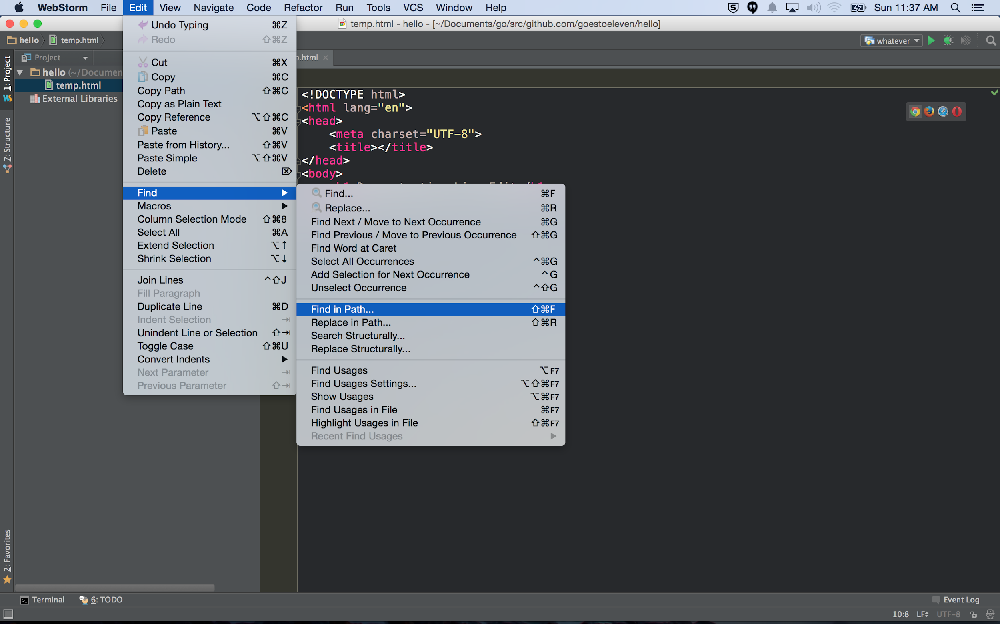 WebStorm File Edit View Navigate Code Refactor Run Tools VCS Window Help Sun 11:37 AM
temp.html - hello - [~/Documents/go/src/github.com/goestoeleven/hello]
hello temp.html whatever
Project
.html
1: Project
7: Structure
2: Favorites
hello (~/Documen
temp.html
External Libraries
Undo Typing ⌘Z
Redo ⇧⌘Z
Cut ⌘X
Copy ⌘C
Copy Path ⇧⌘C
Copy as Plain Text
Copy Reference ⌥⇧⌘C
Paste ⌘V
Paste from History... ⇧⌘V
Paste Simple ⌥⇧⌘V
Delete ⌦
Find ▶
Macros ▶
Column Selection Mode ⇧⌘8
Select All ⌘A
Extend Selection ⌥↑
Shrink Selection ⌥↓
Join Lines ^⇧J
Fill Paragraph
Duplicate Line ⌘D
Indent Selection ⇥
Unindent Line or Selection ⇧⇥
Toggle Case ⇧⌘U
Convert Indents ▶
Next Parameter ⇥
Previous Parameter ⇧⇥
<!DOCTYPE html>
<html lang="en">
<head>
<meta charset="UTF-8">
<title></title>
</head>
<body>
Find... ⌘F
Replace... ⌘R
Find Next / Move to Next Occurrence ⌘G
Find Previous / Move to Previous Occurrence ⇧⌘G
Find Word at Caret
Select All Occurrences ^⌘G
Add Selection for Next Occurrence ^G
Unselect Occurrence ^⇧G
Find in Path... ⇧⌘F
Replace in Path... ⇧⌘R
Search Structurally...
Replace Structurally...
Find Usages ⌥F7
Find Usages Settings... ⌥⇧⌘F7
Show Usages ⌥⌘F7
Find Usages in File ⌘F7
Highlight Usages in File ⇧⌘F7
Recent Find Usages ▶
Terminal 6: TODO Event Log
10:8 LF UTF-8